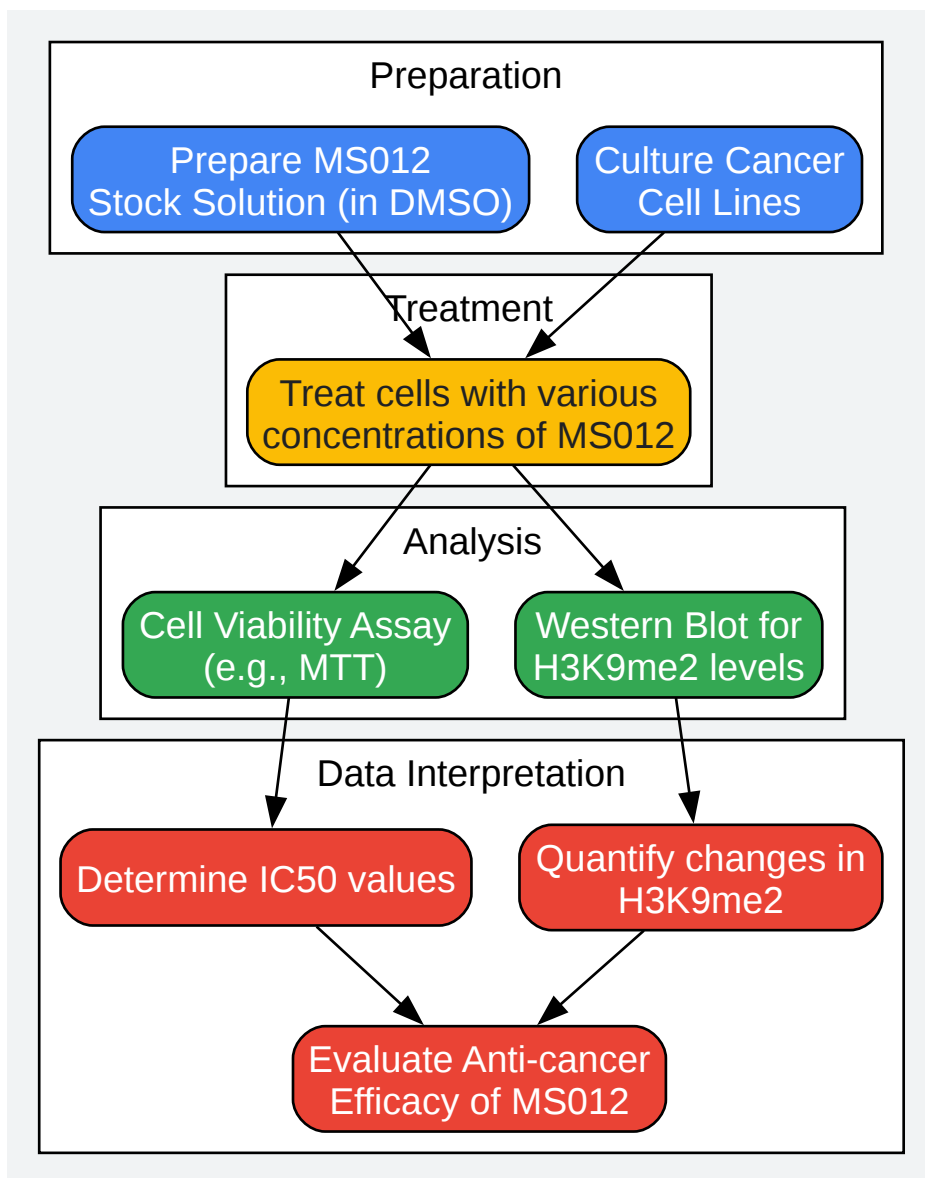 Preparation
Prepare MS012
Stock Solution (in DMSO)
Culture Cancer
Cell Lines
Treatment
Treat cells with various
concentrations of MS012
Analysis
Cell Viability Assay
(e.g., MTT)
Western Blot for
H3K9me2 levels
Data Interpretation
Determine IC50 values
Quantify changes in
H3K9me2
Evaluate Anti-cancer
Efficacy of MS012